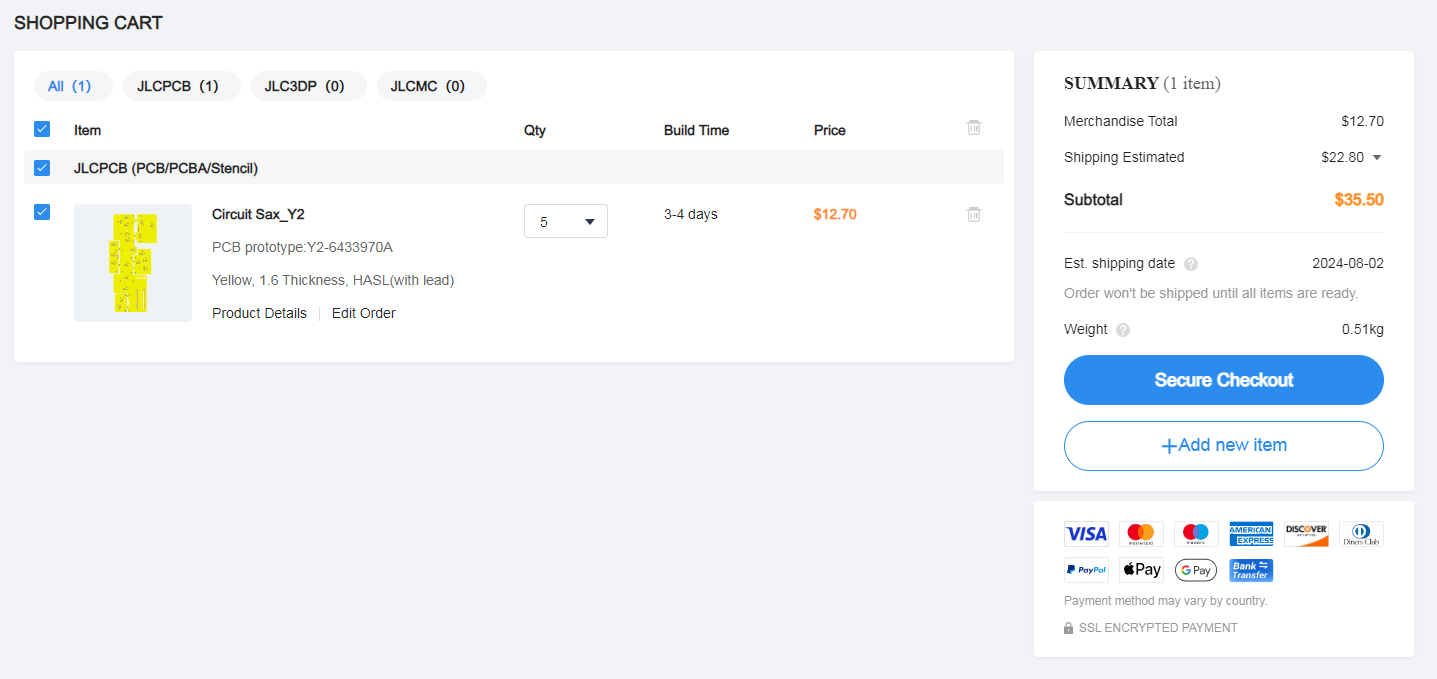 SHOPPING CART
All (1) JLCPCB (1) JLC3DP (0) JLCMC (0)
Item Qty Build Time Price
JLCPCB (PCB/PCBA/Stencil)
Circuit Sax_Y2 5 3-4 days $12.70
PCB prototype:Y2-6433970A
Yellow, 1.6 Thickness, HASL(with lead)
Product Details Edit Order
SUMMARY (1 item)
Merchandise Total $12.70
Shipping Estimated $22.80
Subtotal $35.50
Est. shipping date ? 2024-08-02
Order won't be shipped until all items are ready.
Weight ? 0.51kg
Secure Checkout
+Add new item
VISA mastercard maestro AMERICAN EXPRESS DISCOVER NETWORK Diners Club
PayPal Pay G Pay Bank Transfer
Payment method may vary by country.
SSL ENCRYPTED PAYMENT